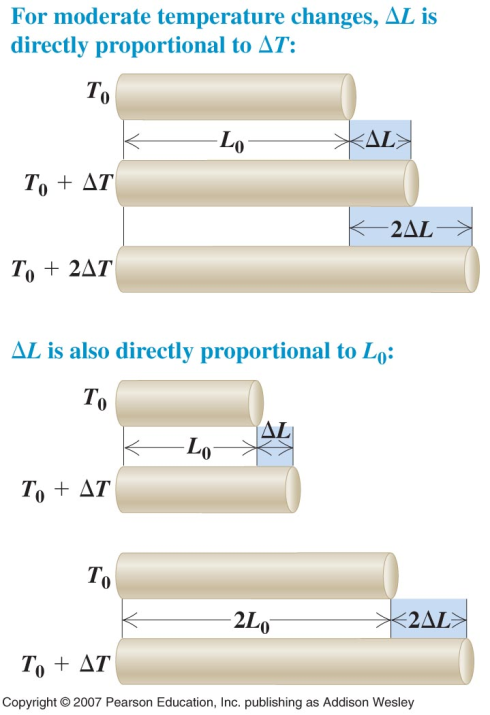 For moderate temperature changes, ΔL is
directly proportional to ΔT:
T₀
L₀
ΔL
T₀ + ΔT
2ΔL
T₀ + 2ΔT
ΔL is also directly proportional to L₀:
T₀
ΔL
L₀
T₀ + ΔT
T₀
2L₀
2ΔL
T₀ + ΔT
Copyright © 2007 Pearson Education, Inc. publishing as Addison Wesley